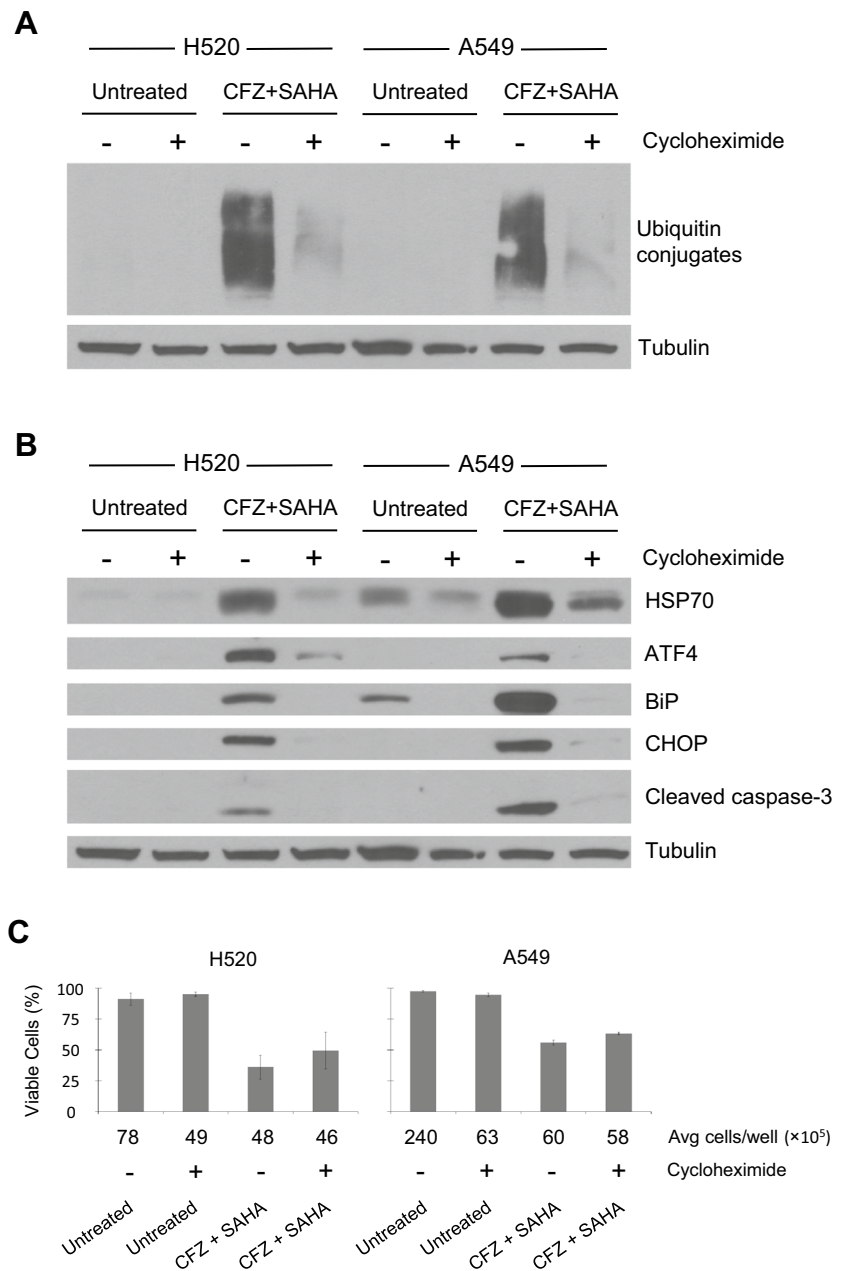 A
H520 A549
Untreated CFZ+SAHA Untreated CFZ+SAHA
- + - + - + - + Cycloheximide
Ubiquitin
conjugates
Tubulin
B
H520 A549
Untreated CFZ+SAHA Untreated CFZ+SAHA
- + - + - + - + Cycloheximide
HSP70
ATF4
BiP
CHOP
Cleaved caspase-3
Tubulin
C
H520 A549
Viable Cells (%)
100
75
50
25
0
78 49 48 46 240 63 60 58 Avg cells/well (×10⁵)
- + - + - + - + Cycloheximide
Untreated Untreated CFZ + SAHA CFZ + SAHA Untreated Untreated CFZ + SAHA CFZ + SAHA